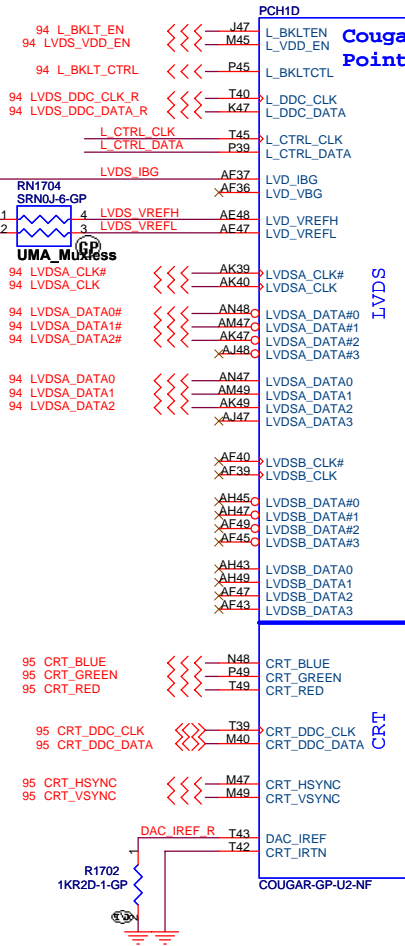 PCH1D
94 L_BKLT_EN J47 L_BKLTEN
94 LVDS_VDD_EN M45 L_VDD_EN
Couga
Point
94 L_BKLT_CTRL P45 L_BKLTCTL
94 LVDS_DDC_CLK_R T40 L_DDC_CLK
94 LVDS_DDC_DATA_R K47 L_DDC_DATA
L_CTRL_CLK T45 L_CTRL_CLK
L_CTRL_DATA P39 L_CTRL_DATA
LVDS_IBG AF37 LVD_IBG
AF36 LVD_VBG
RN1704
SRN0J-6-GP
1 4 LVDS_VREFH AE48 LVD_VREFH
2 3 LVDS_VREFL AE47 LVD_VREFL
GP
UMA_Muxless
94 LVDSA_CLK# AK39 LVDSA_CLK#
94 LVDSA_CLK AK40 LVDSA_CLK
LVDS
94 LVDSA_DATA0# AN48 LVDSA_DATA#0
94 LVDSA_DATA1# AM47 LVDSA_DATA#1
94 LVDSA_DATA2# AK47 LVDSA_DATA#2
AJ48 LVDSA_DATA#3
94 LVDSA_DATA0 AN47 LVDSA_DATA0
94 LVDSA_DATA1 AM49 LVDSA_DATA1
94 LVDSA_DATA2 AK49 LVDSA_DATA2
AJ47 LVDSA_DATA3
AF40 LVDSB_CLK#
AF39 LVDSB_CLK
AH45 LVDSB_DATA#0
AH47 LVDSB_DATA#1
AF49 LVDSB_DATA#2
AF45 LVDSB_DATA#3
AH43 LVDSB_DATA0
AH49 LVDSB_DATA1
AF47 LVDSB_DATA2
AF43 LVDSB_DATA3
95 CRT_BLUE N48 CRT_BLUE
95 CRT_GREEN P49 CRT_GREEN
95 CRT_RED T49 CRT_RED
CRT
95 CRT_DDC_CLK T39 CRT_DDC_CLK
95 CRT_DDC_DATA M40 CRT_DDC_DATA
95 CRT_HSYNC M47 CRT_HSYNC
95 CRT_VSYNC M49 CRT_VSYNC
DAC_IREF_R T43 DAC_IREF
T42 CRT_IRTN
1
R1702
1KR2D-1-GP
COUGAR-GP-U2-NF
2